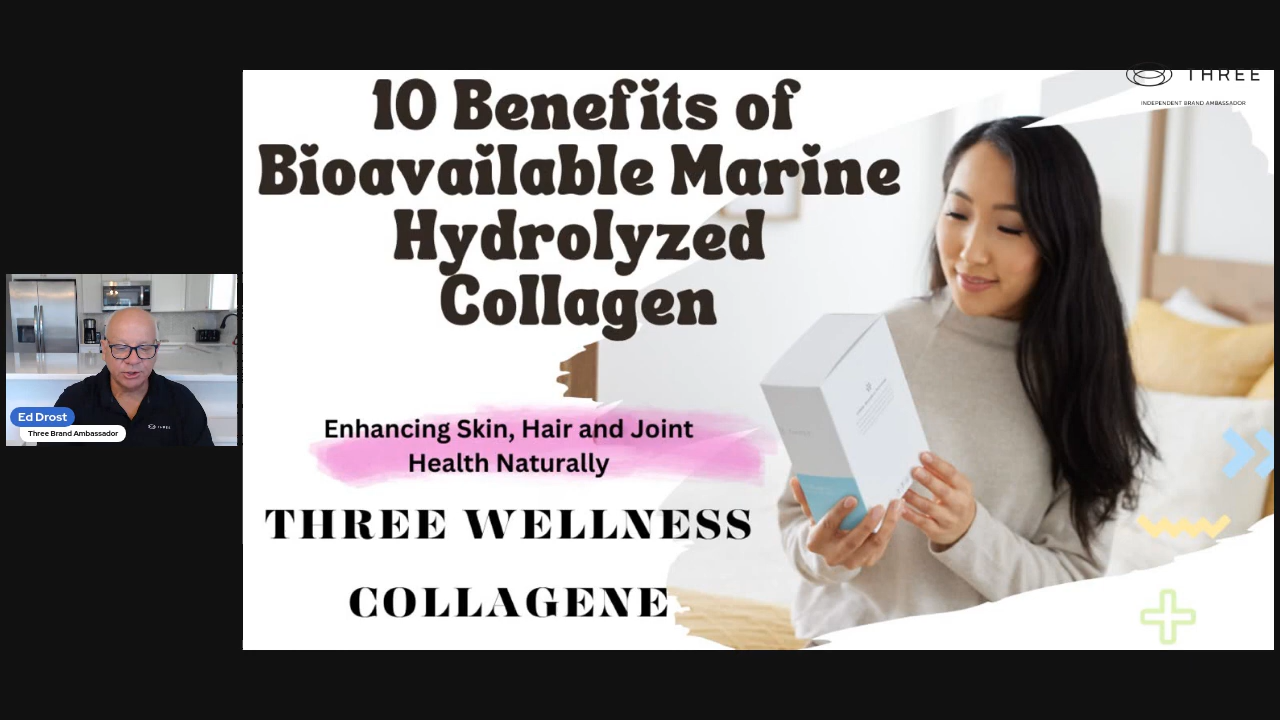 10 Benefits of
Bioavailable Marine
Hydrolyzed
Collagen
THREE
INDEPENDENT BRAND AMBASSADOR
Enhancing Skin, Hair and Joint
Health Naturally
THREE WELLNESS
COLLAGENE
Ed Drost
Three Brand Ambassador
THREE